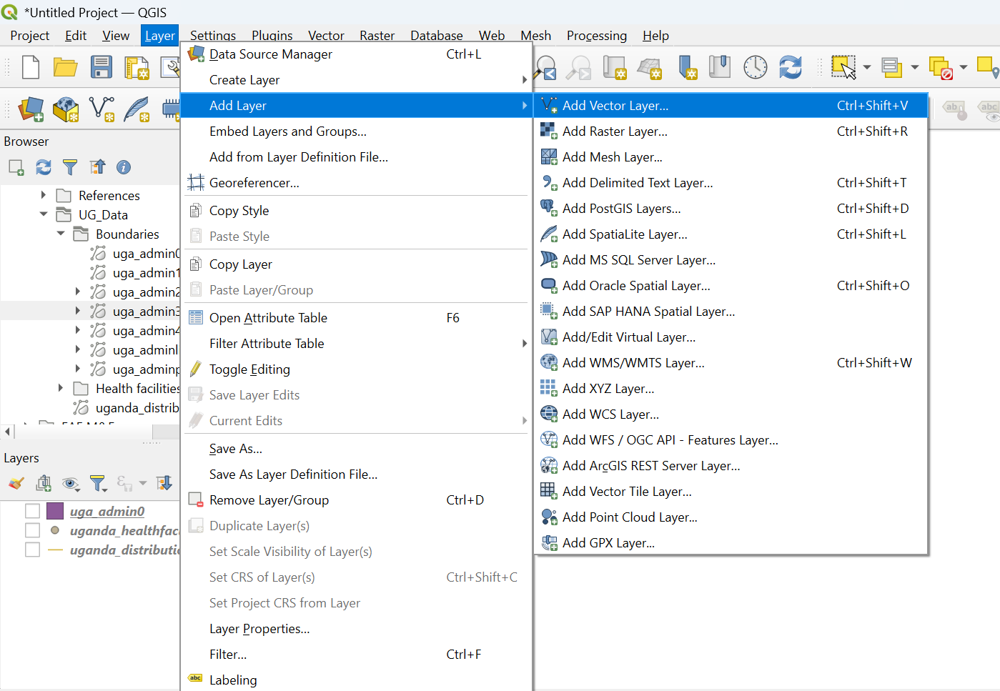 *Untitled Project — QGIS
Project Edit View Layer Settings Plugins Vector Raster Database Web Mesh Processing Help
Data Source Manager Ctrl+L
Create Layer
Add Layer
Embed Layers and Groups...
Add from Layer Definition File...
Georeferencer...
Copy Style
Paste Style
Copy Layer
Paste Layer/Group
Open Attribute Table F6
Filter Attribute Table
Toggle Editing
Save Layer Edits
Current Edits
Save As...
Save As Layer Definition File...
Remove Layer/Group Ctrl+D
Duplicate Layer(s)
Set Scale Visibility of Layer(s)
Set CRS of Layer(s) Ctrl+Shift+C
Set Project CRS from Layer
Layer Properties...
Filter... Ctrl+F
abc Labeling
Add Vector Layer... Ctrl+Shift+V
Add Raster Layer... Ctrl+Shift+R
Add Mesh Layer...
Add Delimited Text Layer... Ctrl+Shift+T
Add PostGIS Layers... Ctrl+Shift+D
Add SpatiaLite Layer... Ctrl+Shift+L
Add MS SQL Server Layer...
Add Oracle Spatial Layer... Ctrl+Shift+O
Add SAP HANA Spatial Layer...
Add/Edit Virtual Layer...
Add WMS/WMTS Layer... Ctrl+Shift+W
Add XYZ Layer...
Add WCS Layer...
Add WFS / OGC API - Features Layer...
Add ArcGIS REST Server Layer...
Add Vector Tile Layer...
Add Point Cloud Layer...
Add GPX Layer...
ab abc
Browser
References
UG_Data
Boundaries
uga_admin0
uga_admin1
uga_admin2
uga_admin3
uga_admin4
uga_adminl
uga_adminp
Health facilities
uganda_distrib
Layers
uga_admin0
uganda_healthfac
uganda_distributi